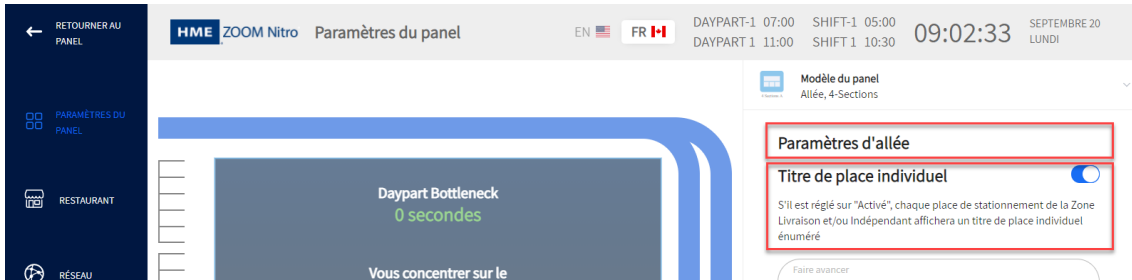 RETOURNER AU
PANEL
HME ZOOM Nitro Paramètres du panel
EN FR
DAYPART-1 07:00 SHIFT-1 05:00
DAYPART 1 11:00 SHIFT 1 10:30
09:02:33
SEPTEMBRE 20
LUNDI
PARAMÈTRES DU
PANEL
RESTAURANT
RÉSEAU
Daypart Bottleneck
0 secondes
Vous concentrer sur le
Modèle du panel
Allée, 4-Sections
Paramètres d'allée
Titre de place individuel
S'il est réglé sur "Activé", chaque place de stationnement de la Zone
Livraison et/ou Indépendant affichera un titre de place individuel
énuméré
Faire avancer